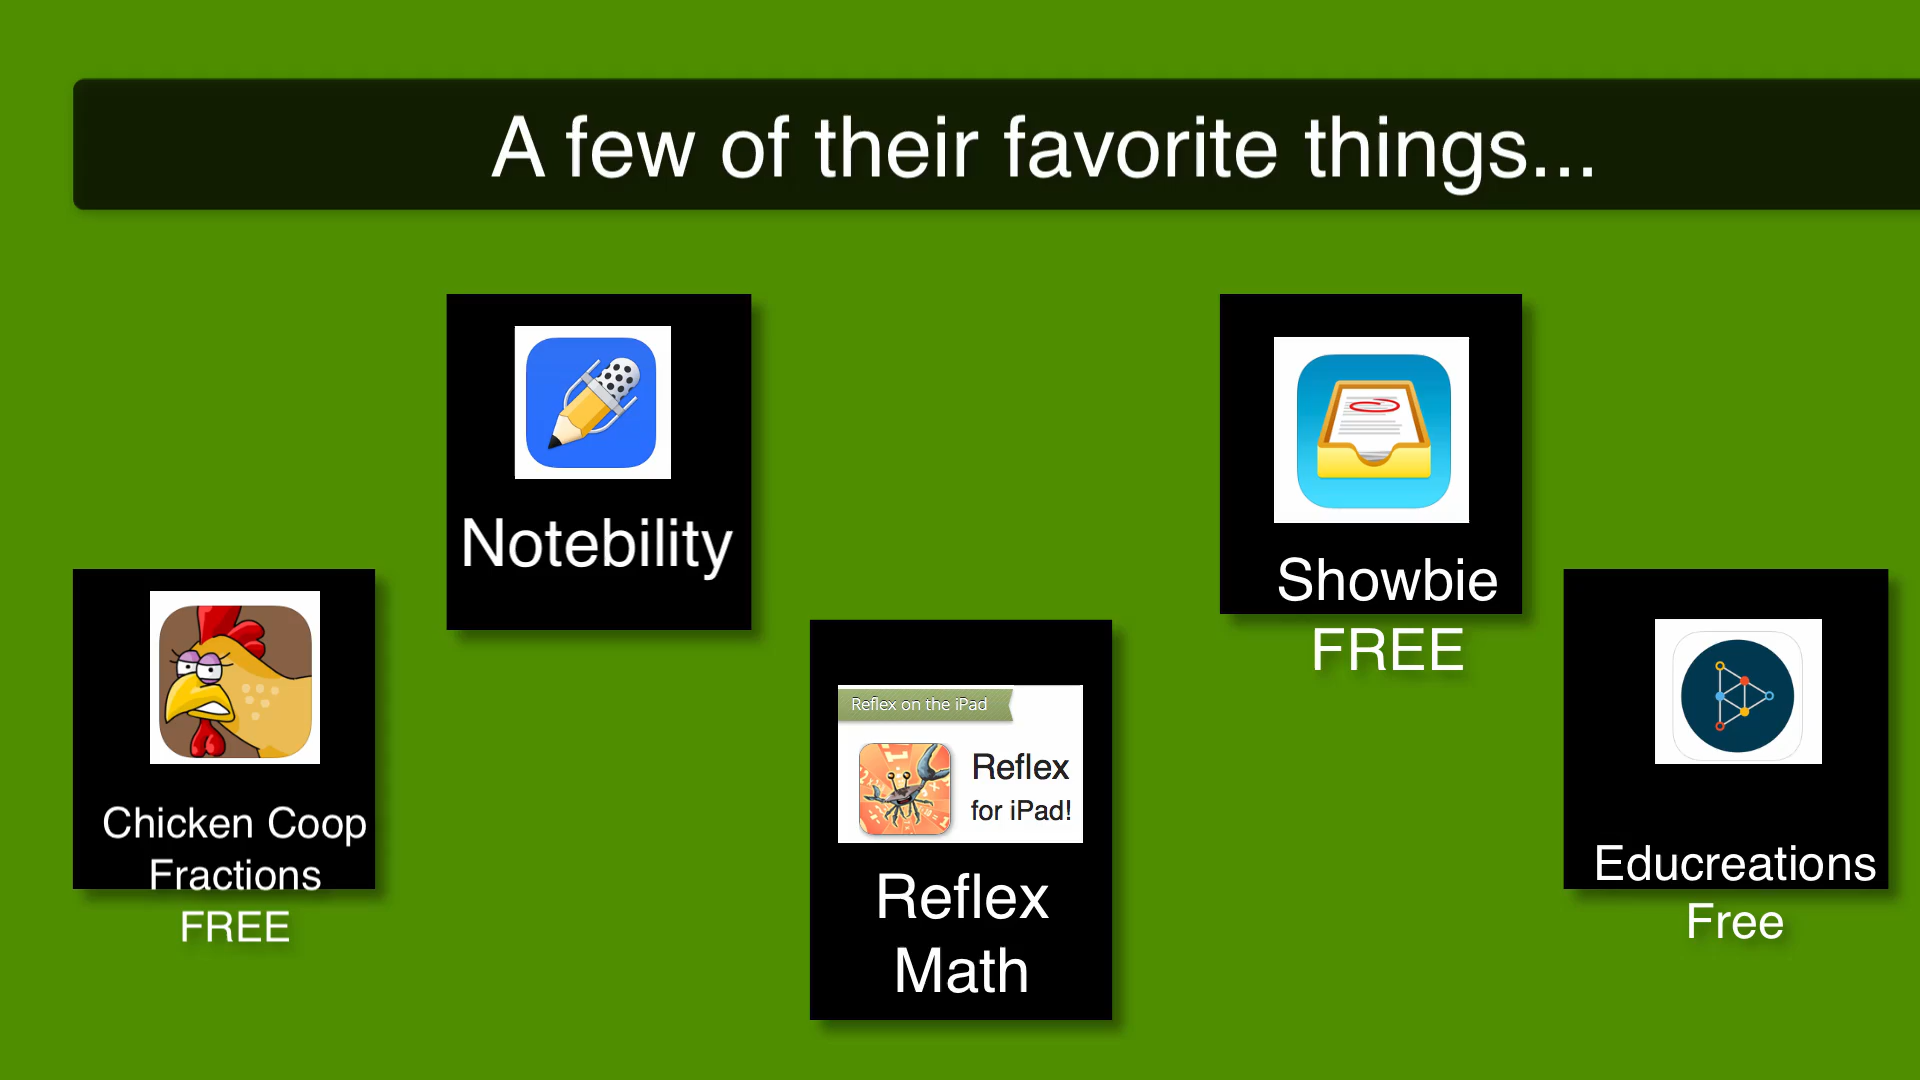 A few of their favorite things...
Notebility
Showbie
FREE
Chicken Coop
Fractions
FREE
Reflex on the iPad
Reflex
for iPad!
Reflex
Math
Educreations
Free